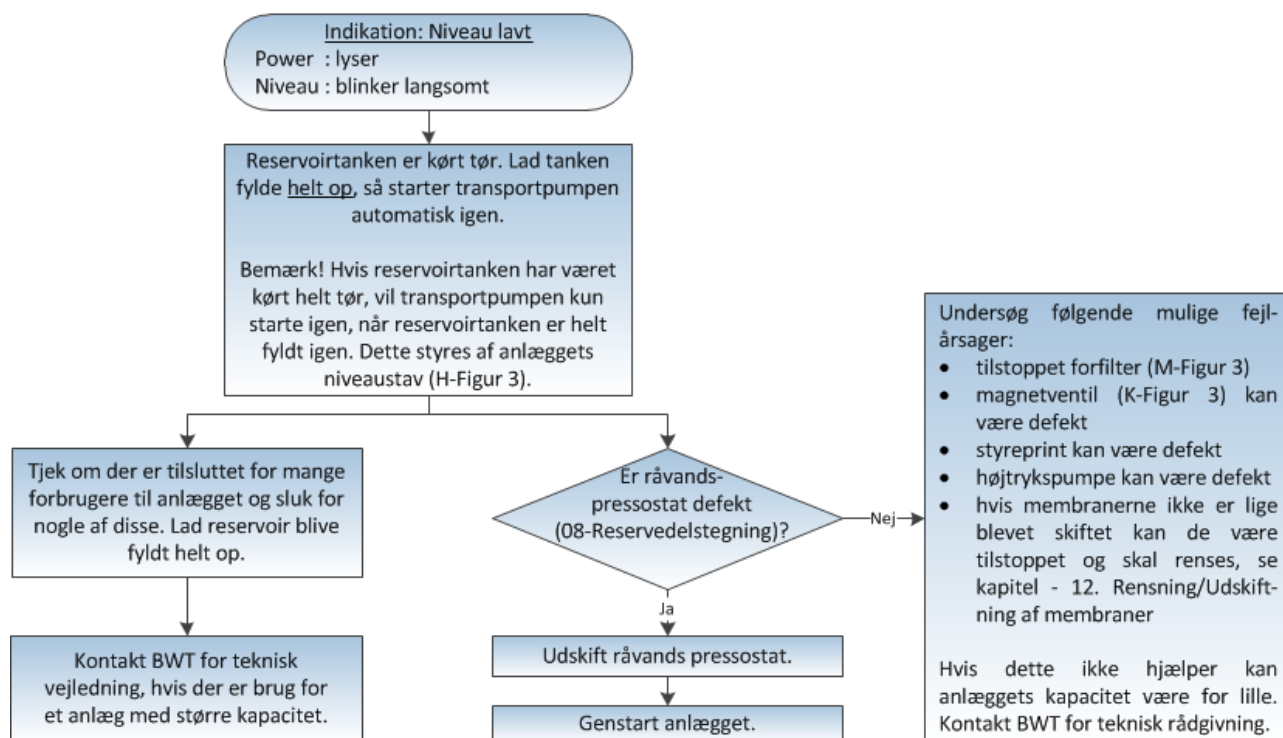 Indikation: Niveau lavt
Power : lyser
Niveau : blinker langsomt
Reservoirtanken er kørt tør. Lad tanken
fylde helt op, så starter transportpumpen
automatisk igen.
Bemærk! Hvis reservoirtanken har været
kørt helt tør, vil transportpumpen kun
starte igen, når reservoirtanken er helt
fyldt igen. Dette styres af anlæggets
niveaustav (H-Figur 3).
Tjek om der er tilsluttet for mange
forbrugere til anlægget og sluk for
nogle af disse. Lad reservoir blive
fyldt helt op.
Kontakt BWT for teknisk
vejledning, hvis der er brug for
et anlæg med større kapacitet.
Er råvands-
pressostat defekt
(08-Reservedelstegning)?
Ja
Udskift råvands pressostat.
Genstart anlægget.
Nej
Undersøg følgende mulige fejl-
årsager:
• tilstoppet forfilter (M-Figur 3)
• magnetventil (K-Figur 3) kan
være defekt
• styreprint kan være defekt
• højtrykspumpe kan være defekt
• hvis membranerne ikke er lige
blevet skiftet kan de være
tilstoppet og skal renses, se
kapitel - 12. Rensning/Udskift-
ning af membraner
Hvis dette ikke hjælper kan
anlæggets kapacitet være for lille.
Kontakt BWT for teknisk rådgivning.